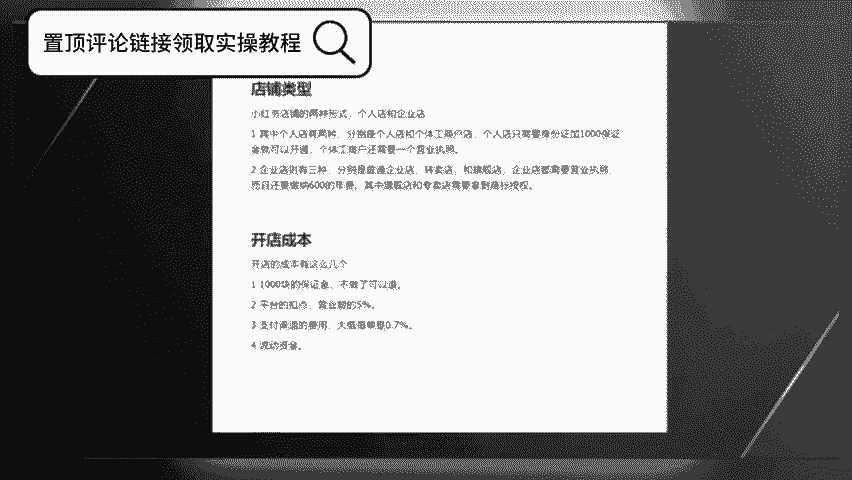 置顶评论链接领取实操教程
店铺类型
小红书店铺的两种形式，个人店和企业店
1 其中个人店有两种，分别是个人店和个体工商户店，个人店只需要身份证加1000保证
金就可以开通，个体工商户还需要一个营业执照。
2 企业店则有三种，分别是普通企业店、专卖店、和旗舰店，企业店都需要营业执照，
而且还要缴纳600的年费，其中旗舰店和专卖店需要拿到商标授权。
开店成本
开店的成本有这么几个
1 1000块的保证金，不做了可以退。
2 平台的扣点，营业额的5%。
3 支付渠道的费用，大概每单是0.7%。
4 流动资金。